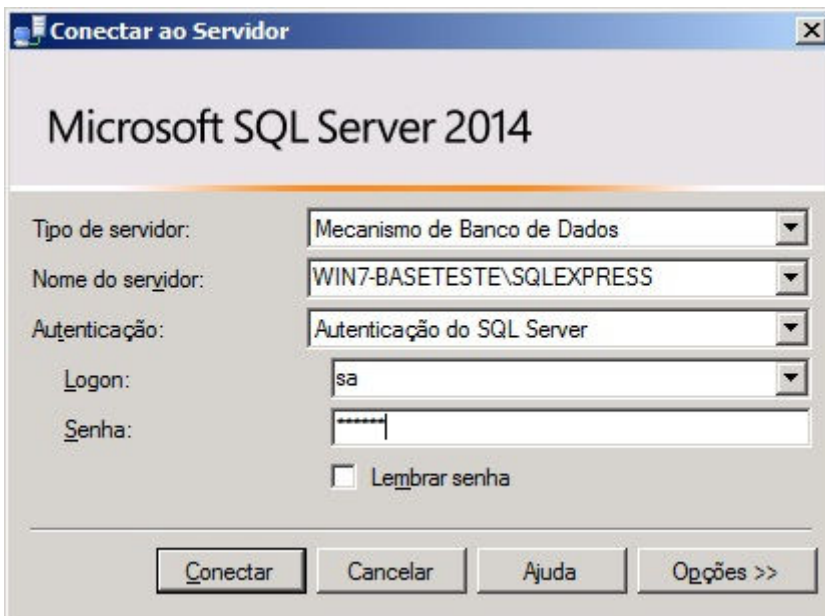 Conectar ao Servidor
Microsoft SQL Server 2014
Tipo de servidor: Mecanismo de Banco de Dados
Nome do servidor: WIN7-BASETESTE\SQLEXPRESS
Autenticação: Autenticação do SQL Server
Logon: sa
Senha: ******
Lembrar senha
Conectar Cancelar Ajuda Opções >>